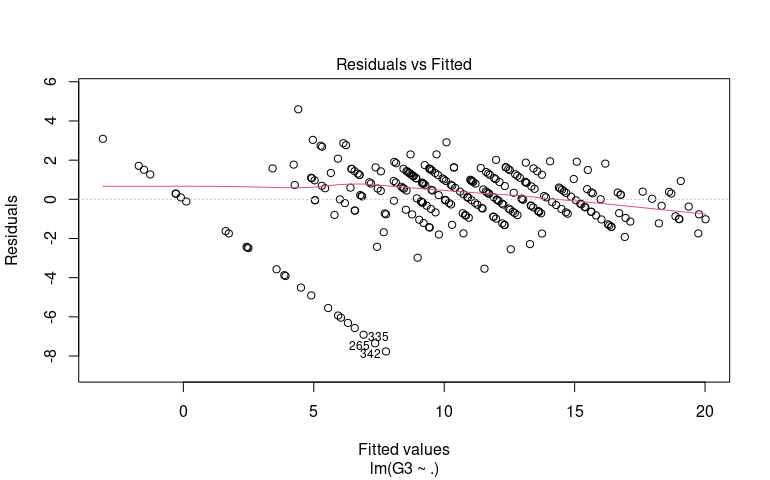 Residuals vs Fitted
Residuals
6
4
2
0
-2
-4
-6
-8
335
265
342
0 5 10 15 20
Fitted values
lm(G3 ~ .)